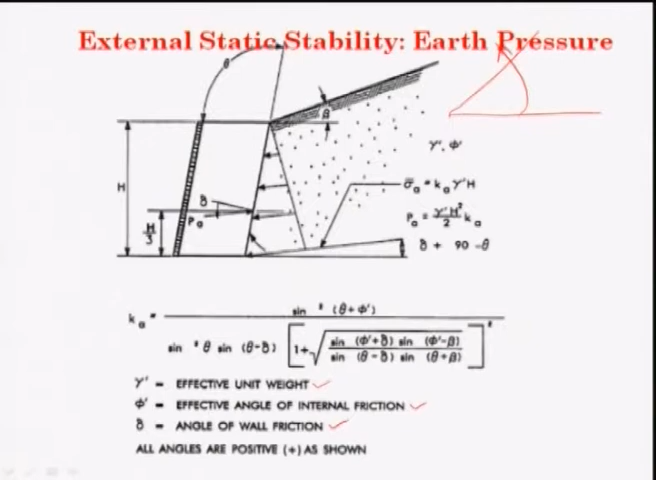 External Static Stability: Earth Pressure
θ
β
γ', ϕ'
H
δ
σ̅a = ka γ'H
Pa
Pa = γ'H²/2 ka
H/3
δ + 90 -θ
ka = sin² (θ+ϕ') / sin² θ sin (θ-δ) [1+√(sin (ϕ'+δ) sin (ϕ'-β) / sin (θ-δ) sin (θ+β))]²
γ' = EFFECTIVE UNIT WEIGHT
ϕ' = EFFECTIVE ANGLE OF INTERNAL FRICTION
δ = ANGLE OF WALL FRICTION
ALL ANGLES ARE POSITIVE (+) AS SHOWN